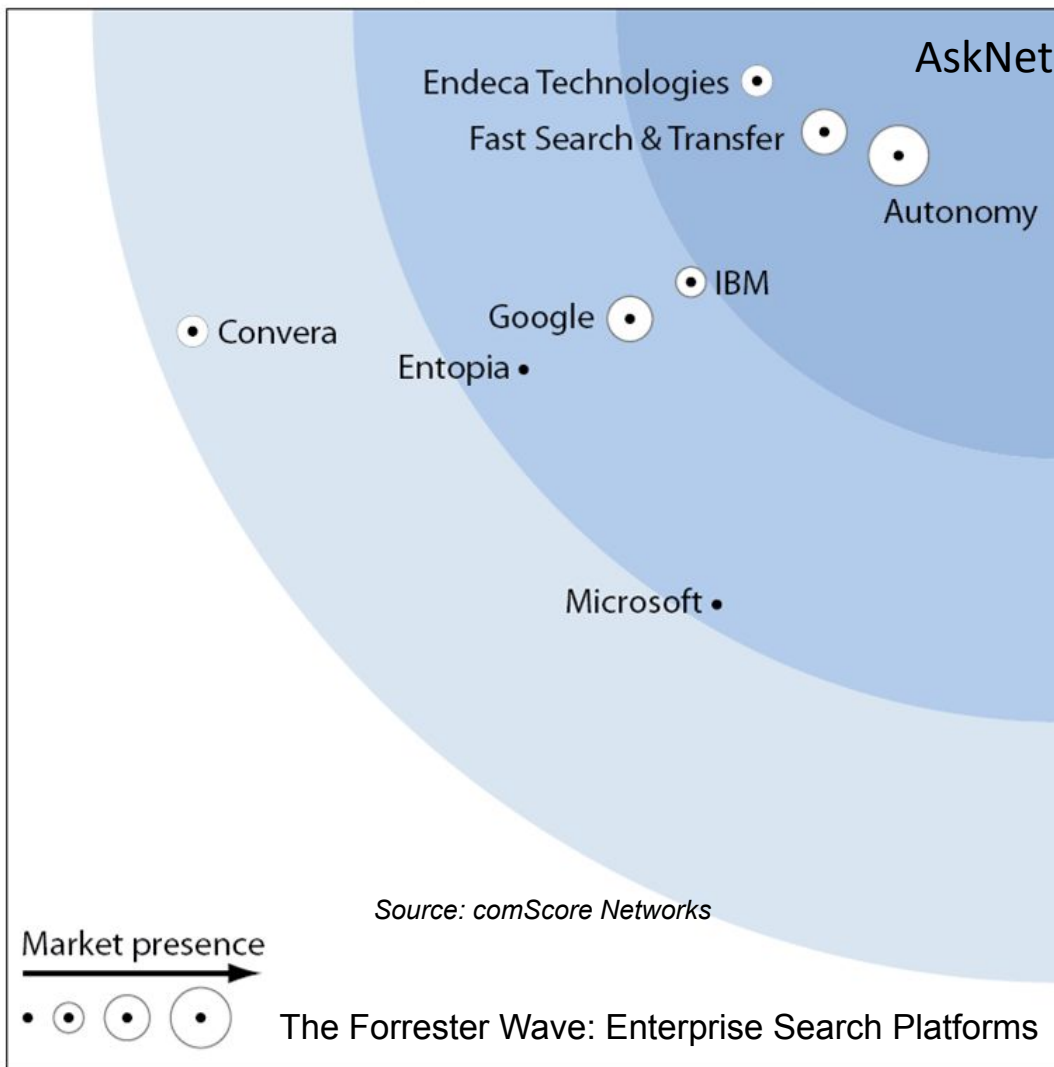 AskNet
Endeca Technologies
Fast Search & Transfer
Autonomy
IBM
Google
Convera
Entopia
Microsoft
Source: comScore Networks
Market presence
The Forrester Wave: Enterprise Search Platforms